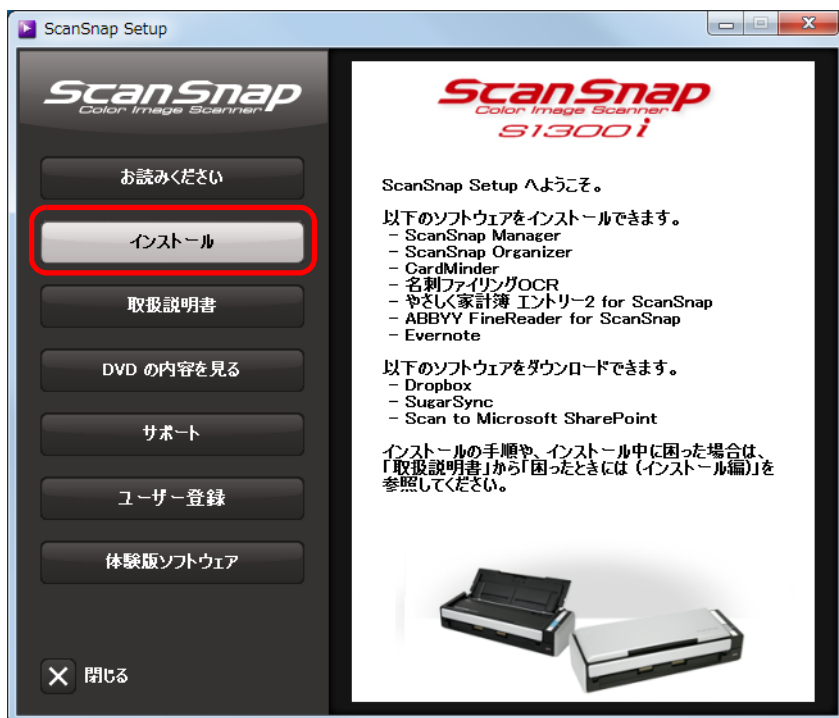 ScanSnap Setup
ScanSnap
Color Image Scanner
お読みください
インストール
取扱説明書
DVD の内容を見る
サポート
ユーザー登録
体験版ソフトウェア
閉じる
ScanSnap
Color Image Scanner
S1300i
ScanSnap Setup へようこそ。
以下のソフトウェアをインストールできます。
- ScanSnap Manager
- ScanSnap Organizer
- CardMinder
- 名刺ファイリングOCR
- やさしく家計簿 エントリー2 for ScanSnap
- ABBYY FineReader for ScanSnap
- Evernote
以下のソフトウェアをダウンロードできます。
- Dropbox
- SugarSync
- Scan to Microsoft SharePoint
インストールの手順や、インストール中に困った場合は、
「取扱説明書」から「困ったときには (インストール編)」を
参照してください。